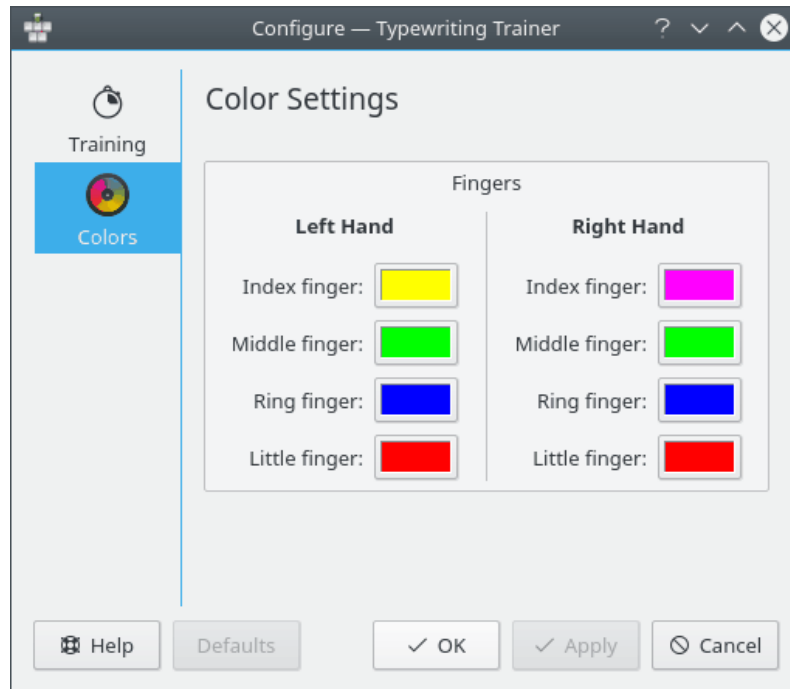 Configure — Typewriting Trainer
Training
Colors
Color Settings
Fingers
Left Hand
Right Hand
Index finger:
Index finger:
Middle finger:
Middle finger:
Ring finger:
Ring finger:
Little finger:
Little finger:
Help
Defaults
OK
Apply
Cancel